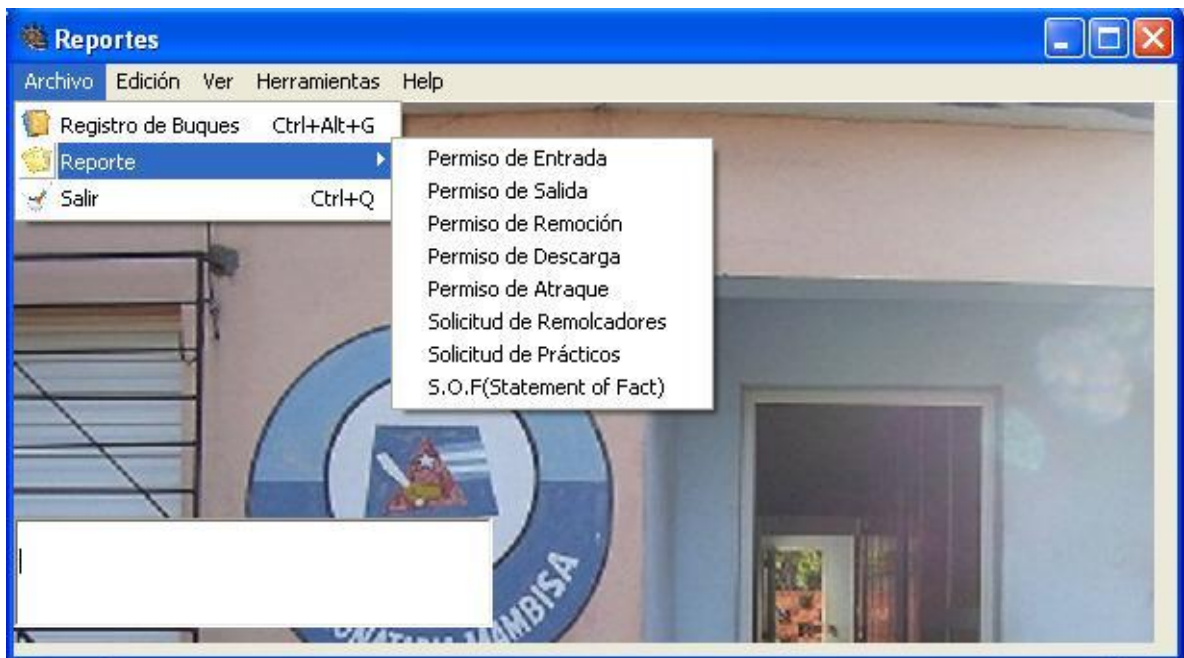 Reportes
Archivo Edición Ver Herramientas Help
Registro de Buques Ctrl+Alt+G
Reporte
Salir Ctrl+Q
Permiso de Entrada
Permiso de Salida
Permiso de Remoción
Permiso de Descarga
Permiso de Atraque
Solicitud de Remolcadores
Solicitud de Prácticos
S.O.F(Statement of Fact)
MAMBISA